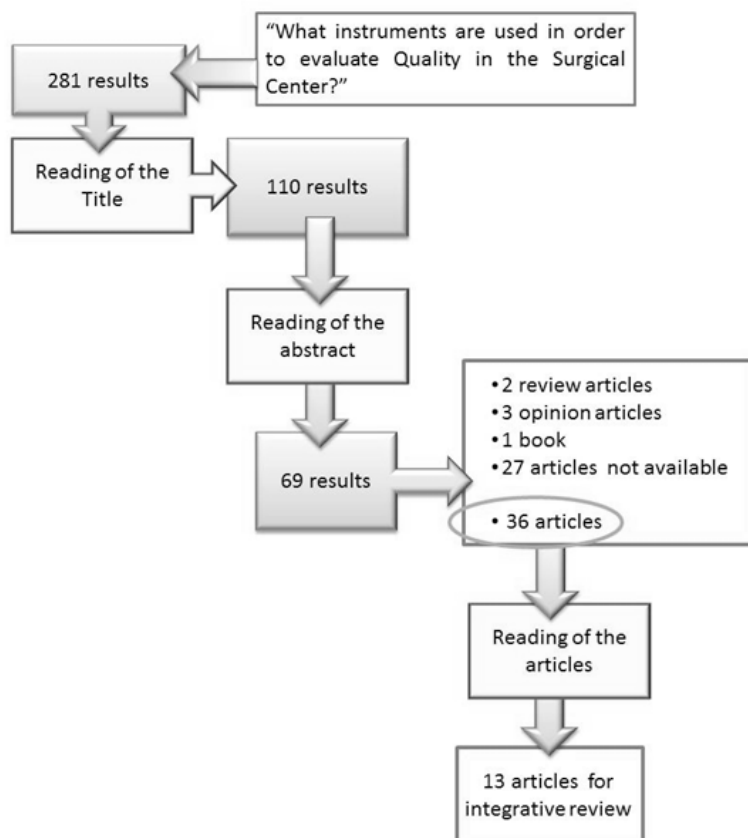 “What instruments are used in order
to evaluate Quality in the Surgical
Center?”
281 results
Reading of the
Title
110 results
Reading of the
abstract
69 results
•2 review articles
•3 opinion articles
•1 book
•27 articles not available
• 36 articles
Reading of the
articles
13 articles for
integrative review